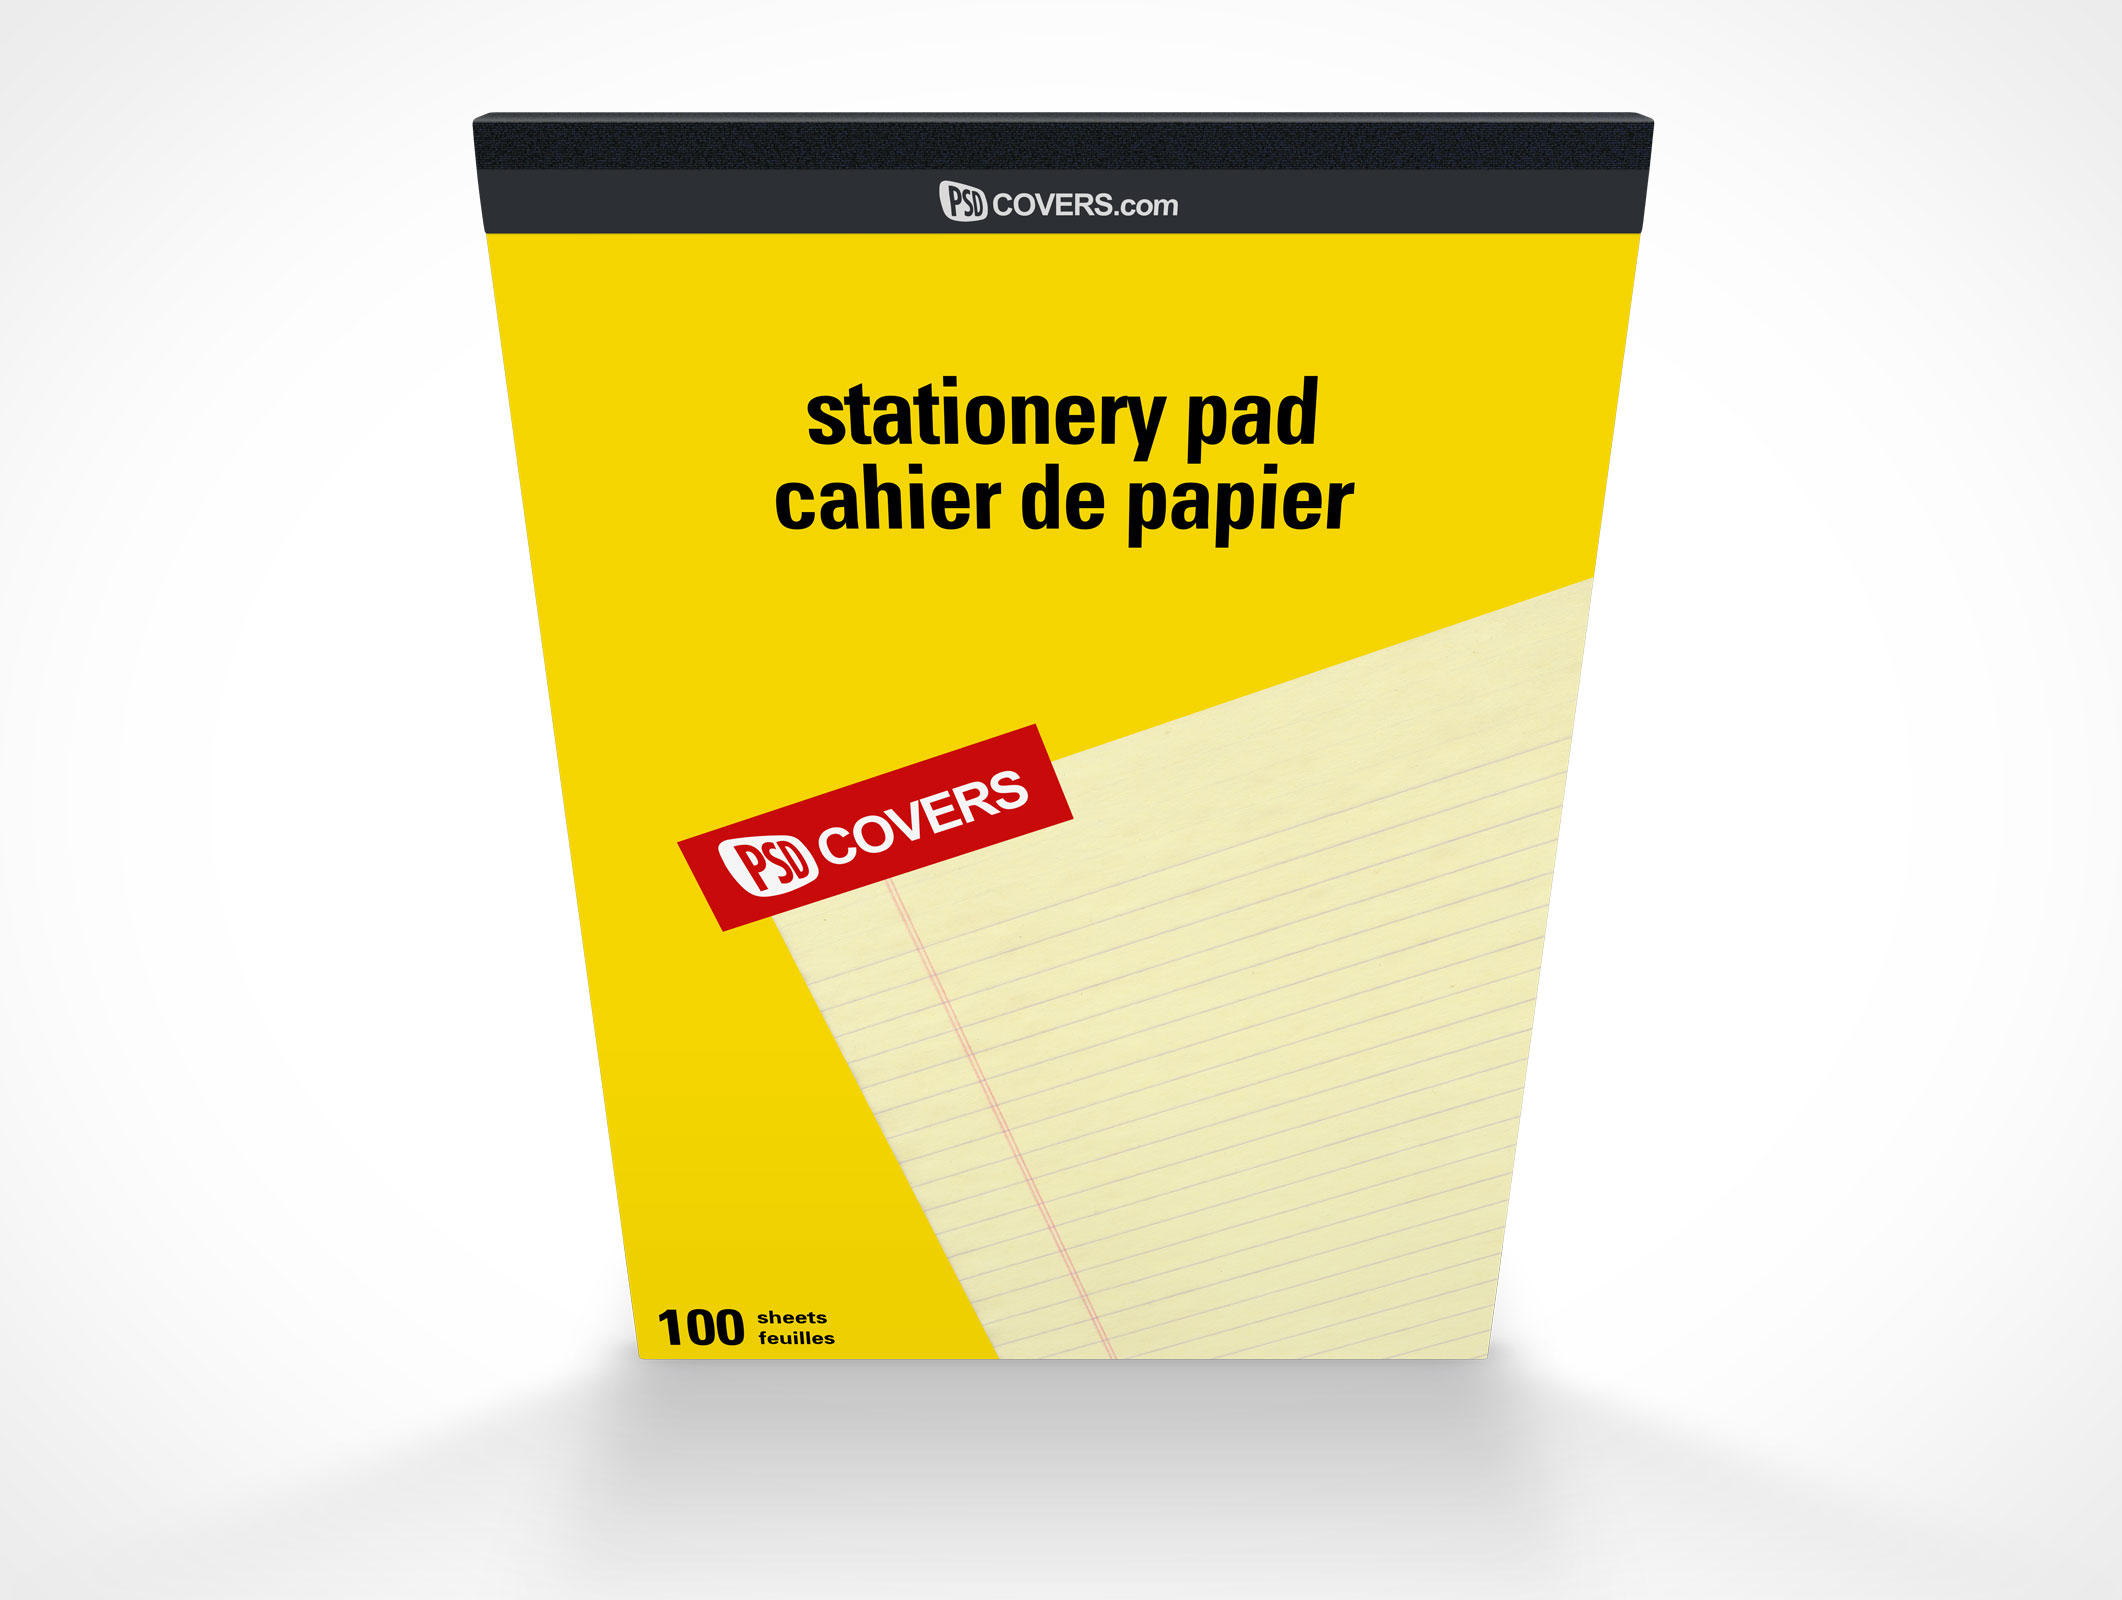 PSD COVERS.com
stationery pad
cahier de papier
PSD COVERS
100 sheets
feuilles